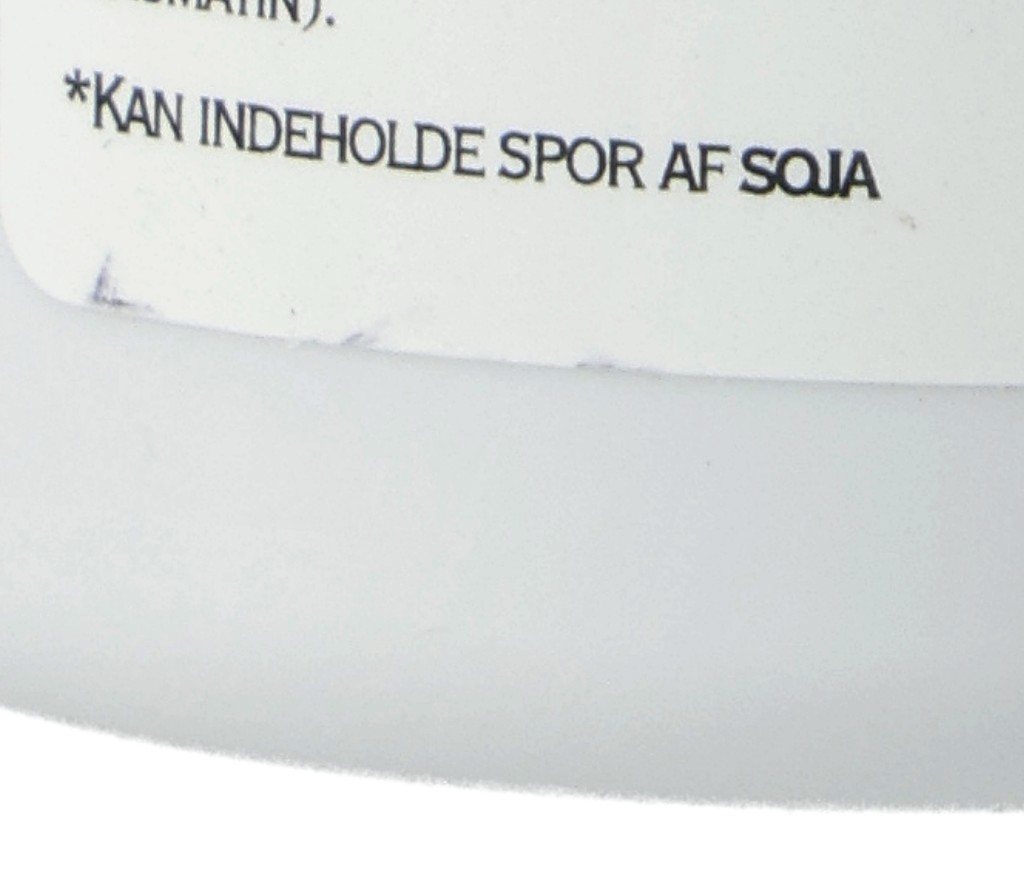 *KAN INDEHOLDE SPOR AF SOJA